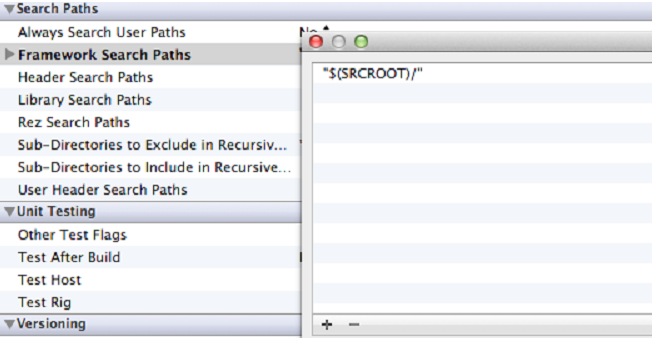 Search Paths
Always Search User Paths
Framework Search Paths
Header Search Paths
Library Search Paths
Rez Search Paths
Sub-Directories to Exclude in Recursiv...
Sub-Directories to Include in Recursive...
User Header Search Paths
Unit Testing
Other Test Flags
Test After Build
Test Host
Test Rig
Versioning
"$(SRCROOT)/"